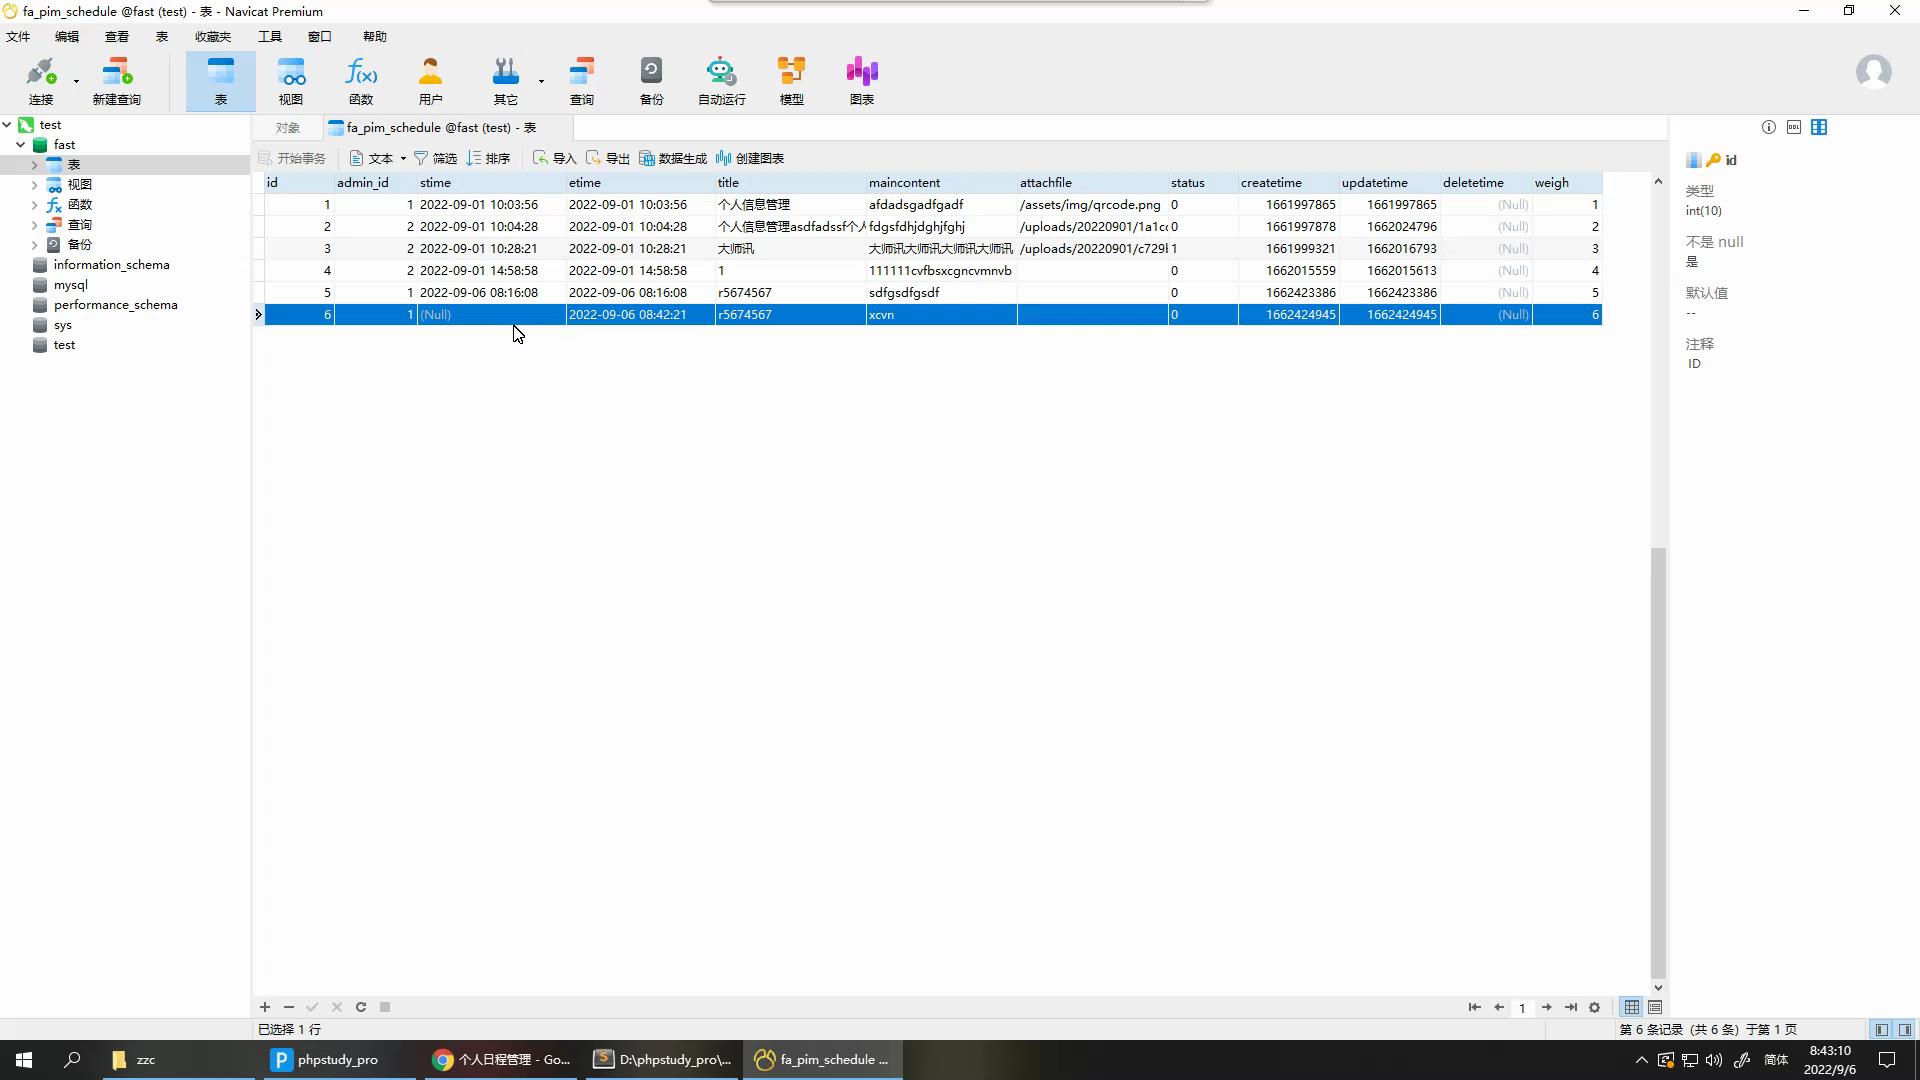 fa_pim_schedule @fast (test) - 表 - Navicat Premium
文件 编辑 查看 表 收藏夹 工具 窗口 帮助
连接 新建查询 表 视图 函数 用户 其它 查询 备份 自动运行 模型 图表
test
fast
表
视图
函数
查询
备份
information_schema
mysql
performance_schema
sys
test
对象 fa_pim_schedule @fast (test) - 表
开始事务 文本 筛选 排序 导入 导出 数据生成 创建图表
id admin_id stime etime title maincontent attachfile status createtime updatetime deletetime weigh
1 1 2022-09-01 10:03:56 2022-09-01 10:03:56 个人信息管理 afdadsgadfgadf /assets/img/qrcode.png 0 1661997865 1661997865 (Null) 1
2 2 2022-09-01 10:04:28 2022-09-01 10:04:28 个人信息管理asdfadssf个人 fdgsfdhjdghjfghj /uploads/20220901/1a1c 0 1661997878 1662024796 (Null) 2
3 2 2022-09-01 10:28:21 2022-09-01 10:28:21 大师讯 大师讯大师讯大师讯大师讯 /uploads/20220901/c729 1 1661999321 1662016793 (Null) 3
4 2 2022-09-01 14:58:58 2022-09-01 14:58:58 1 111111cvfbsxcgncvmnvb 0 1662015559 1662015613 (Null) 4
5 1 2022-09-06 08:16:08 2022-09-06 08:16:08 r5674567 sdfgsdfgsdf 0 1662423386 1662423386 (Null) 5
6 1 (Null) 2022-09-06 08:42:21 r5674567 xcvn 0 1662424945 1662424945 (Null) 6
id
类型
int(10)
不是 null
是
默认值
--
注释
ID
1
已选择 1 行
第 6 条记录 (共 6 条) 于第 1 页
zzc phpstudy_pro 个人日程管理 - Go... D:\phpstudy_pro\... fa_pim_schedule ... 简体
8:43:10
2022/9/6